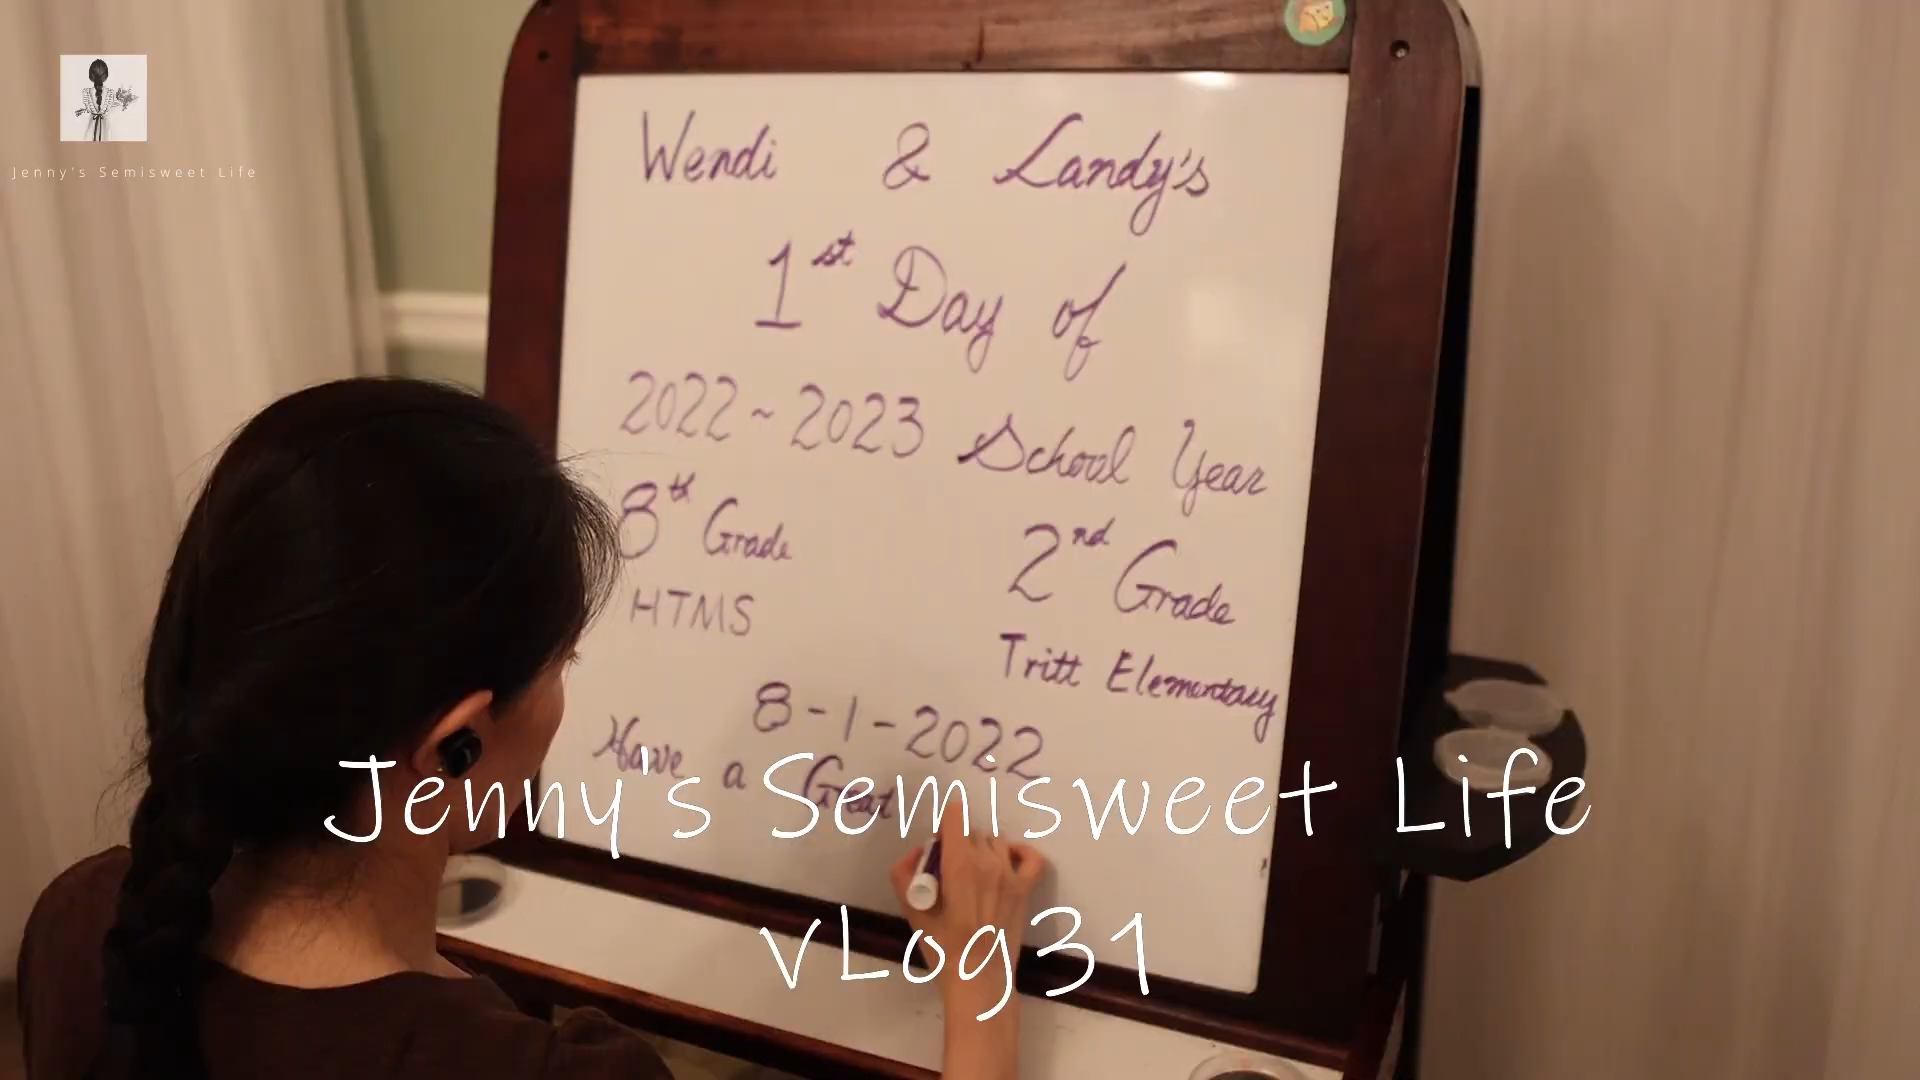 Jenny's Semisweet Life
Wendi & Landy's
1st Day of
2022~2023 School Year
8th Grade
HTMS
2nd Grade
Tritt Elementary
8-1-2022
Have a Great
Jenny's Semisweet Life
vLog31